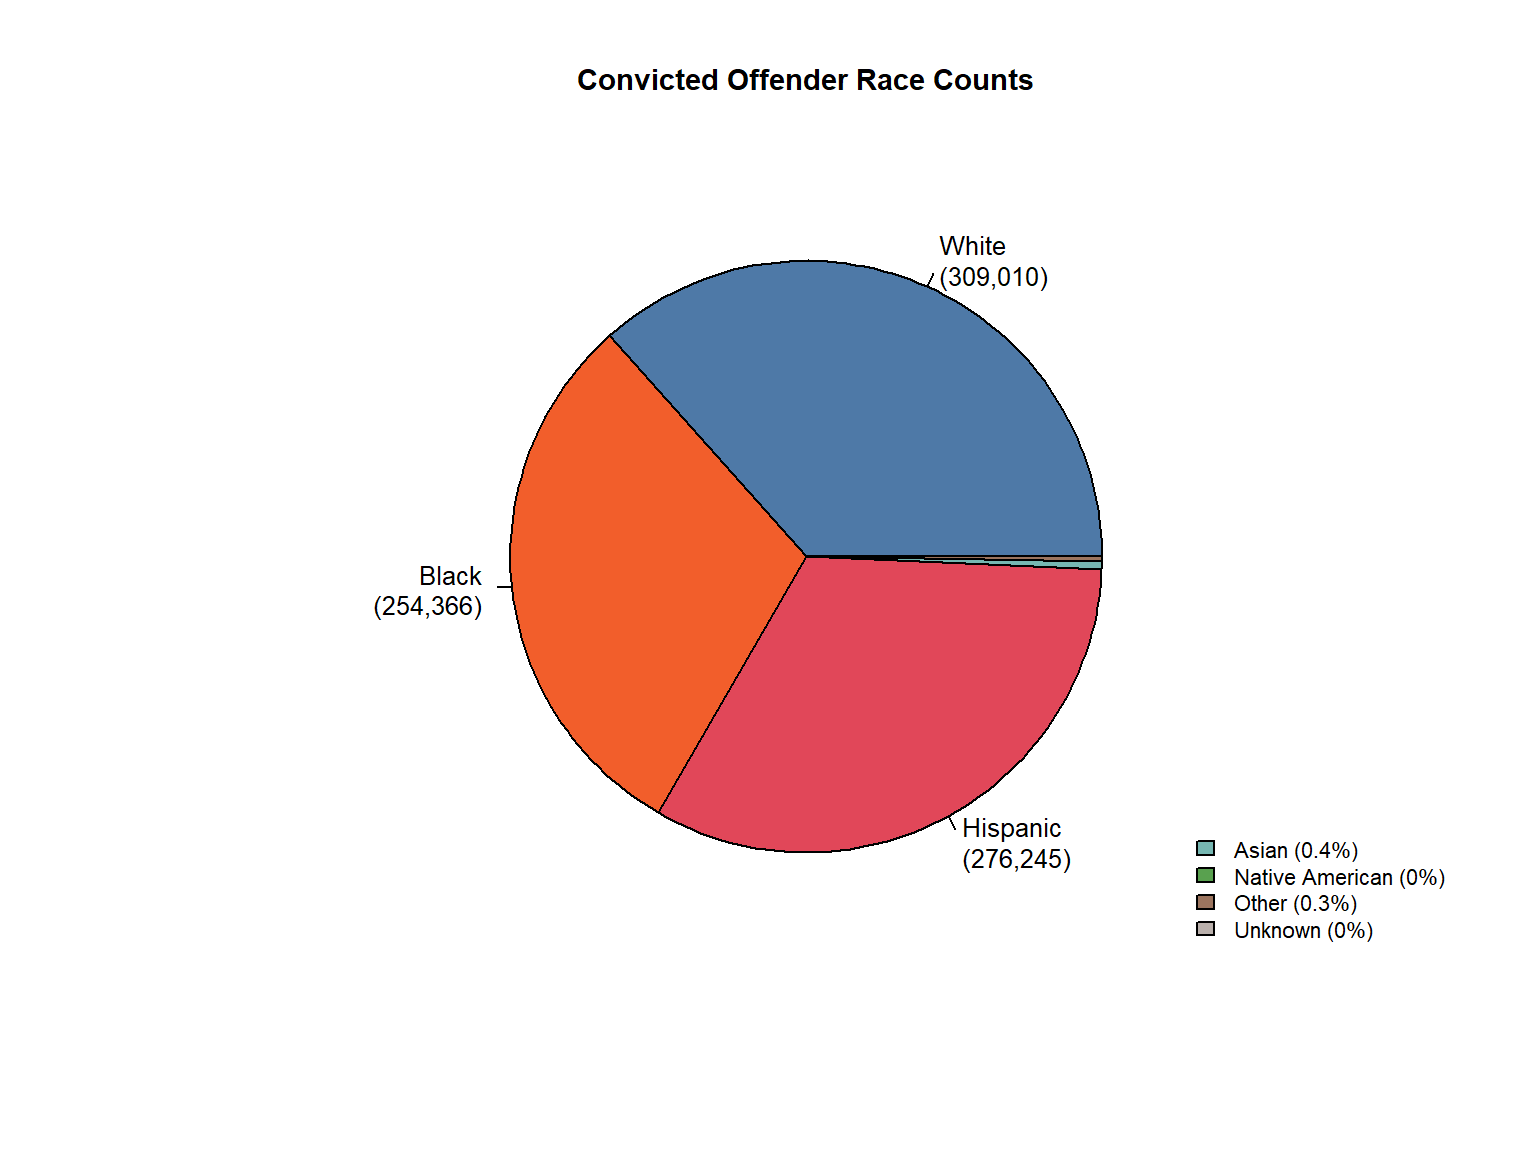 Convicted Offender Race Counts
White
(309,010)
Black
(254,366)
Hispanic
(276,245)
Asian (0.4%)
Native American (0%)
Other (0.3%)
Unknown (0%)